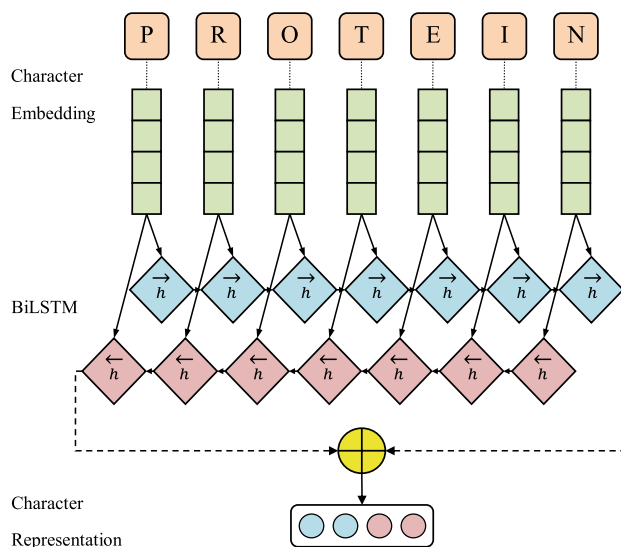 P R O T E I N
Character
Embedding
→h →h →h →h →h →h →h
BiLSTM
←h ←h ←h ←h ←h ←h ←h
Character
Representation